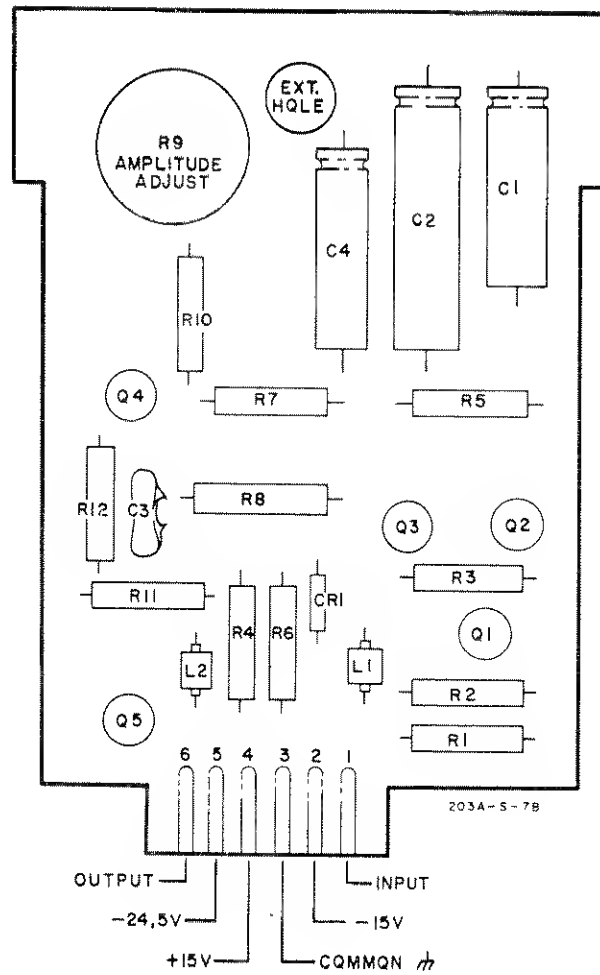 EXT.
HQLE
R9
AMPLITUDE
ADJUST
C1
C2
C4
R10
Q4
R7
R5
R12
C3
R8
Q3
Q2
R11
R4
R6
CR1
R3
Q1
L2
L1
R2
Q5
R1
6 5 4 3 2 1
203A-S-7B
OUTPUT
INPUT
-24,5V
-15V
+15V
CQMMQN